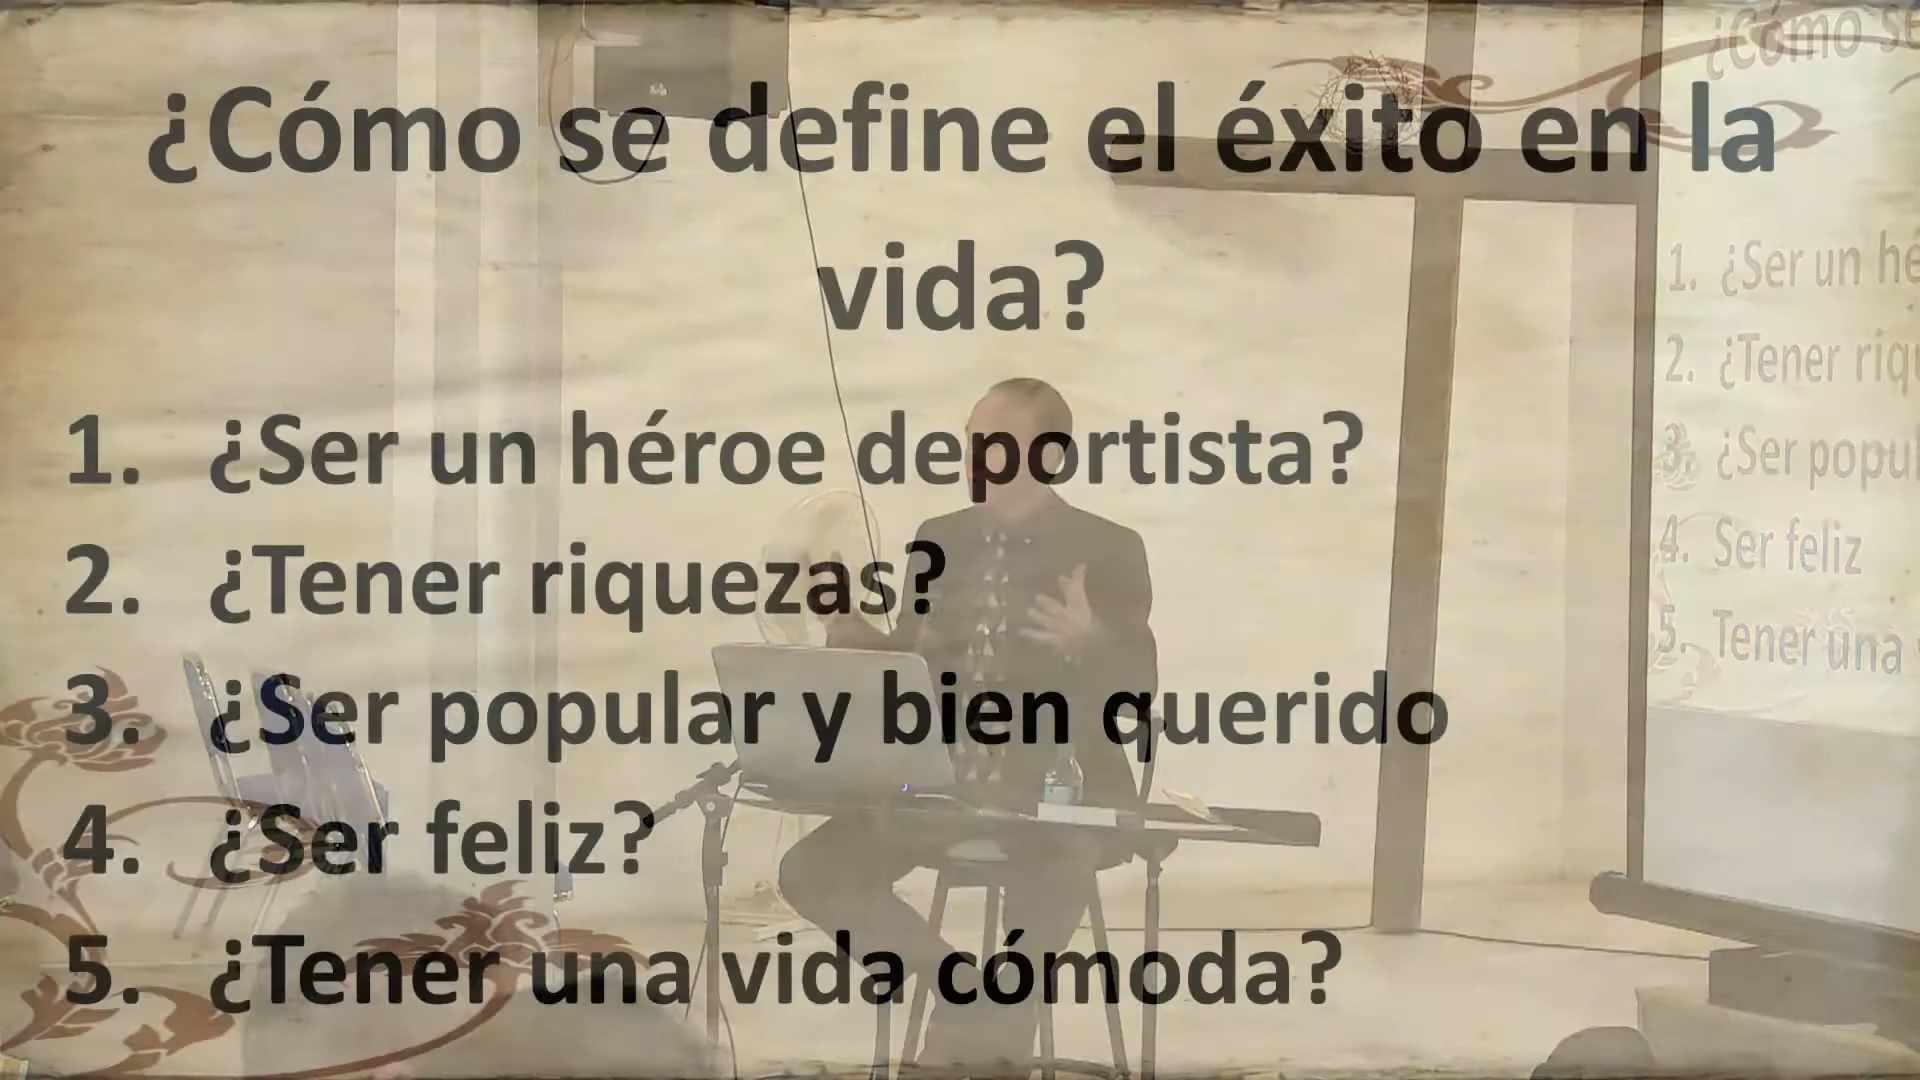 ¿Cómo se define el éxito en la
vida?
1. ¿Ser un héroe deportista?
2. ¿Tener riquezas?
3. ¿Ser popular y bien querido
4. ¿Ser feliz?
5. ¿Tener una vida cómoda?
¿Cómo se
1. ¿Ser un hé
2. ¿Tener riqu
3. ¿Ser popul
4. Ser feliz
5. Tener una